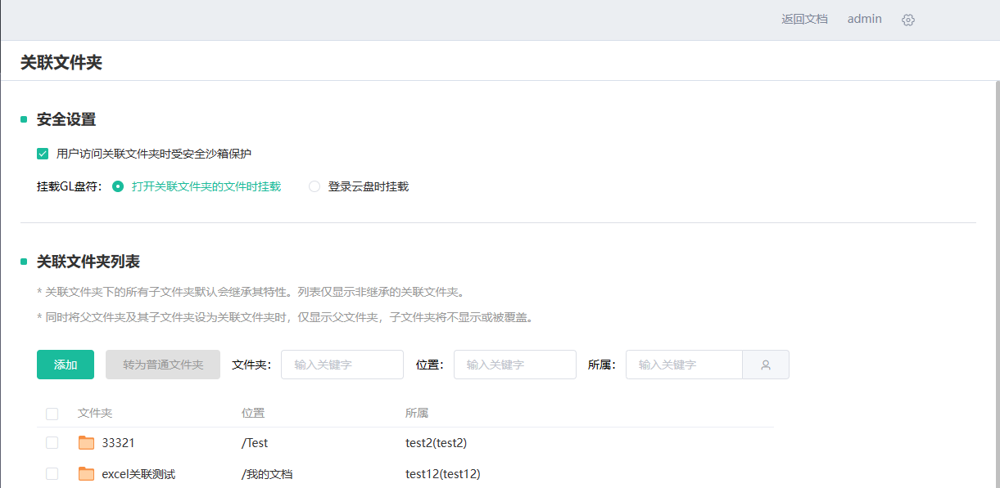 返回文档 admin
关联文件夹
安全设置
用户访问关联文件夹时受安全沙箱保护
挂载GL盘符： 打开关联文件夹的文件时挂载 登录云盘时挂载
关联文件夹列表
* 关联文件夹下的所有子文件夹默认会继承其特性。列表仅显示非继承的关联文件夹。
* 同时将父文件夹及其子文件夹设为关联文件夹时，仅显示父文件夹，子文件夹将不显示或被覆盖。
添加 转为普通文件夹 文件夹： 输入关键字 位置： 输入关键字 所属： 输入关键字
文件夹 位置 所属
33321 /Test test2(test2)
excel关联测试 /我的文档 test12(test12)